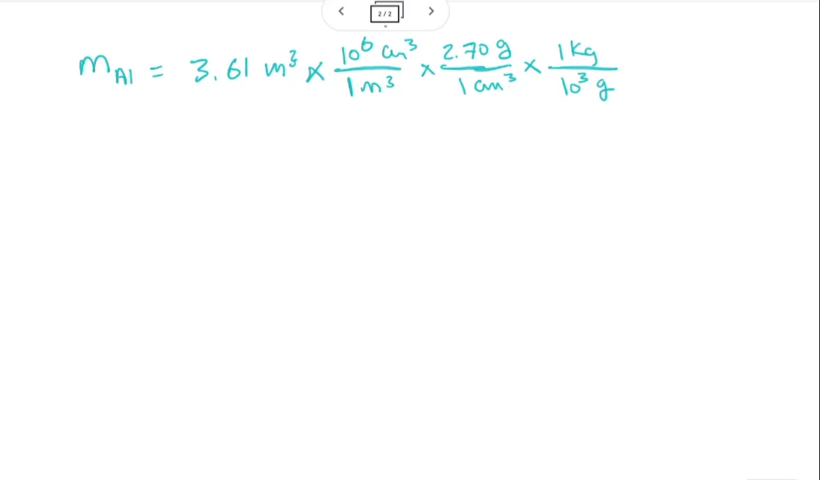 2/2
m_Al = 3.61 m³ × 10⁶ cm³/1 m³ × 2.70 g/1 cm³ × 1 kg/10³ g